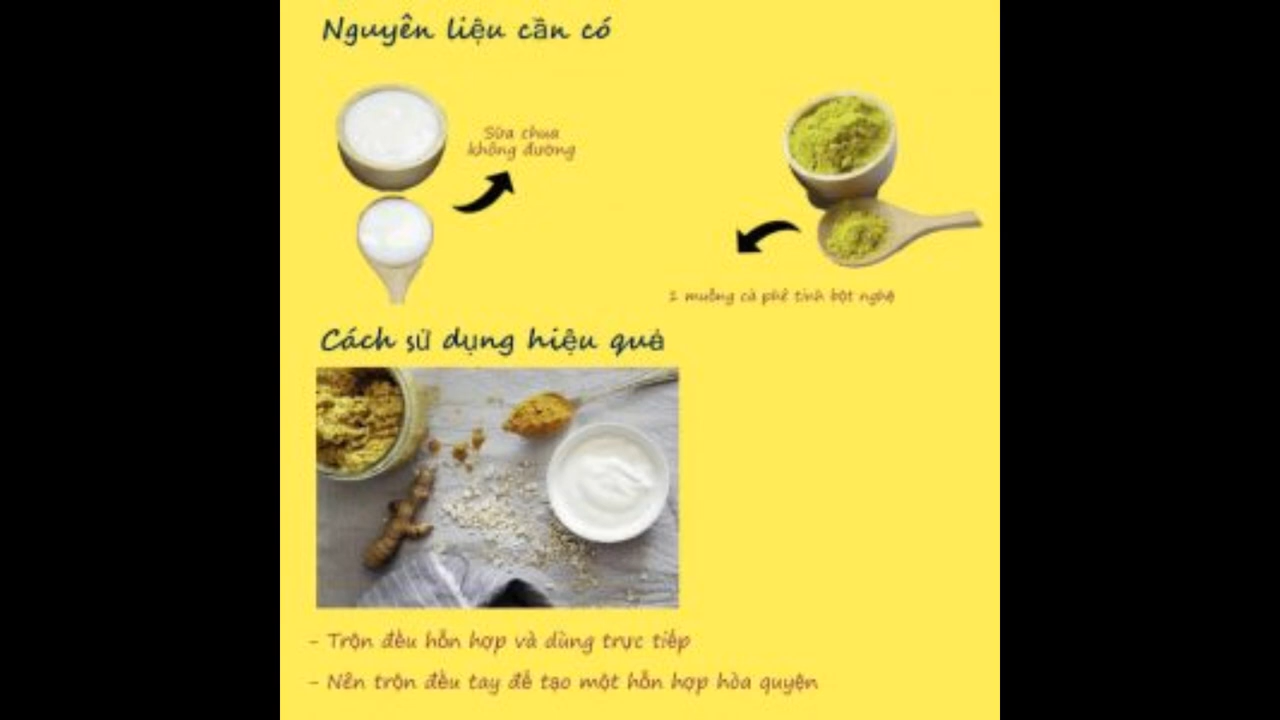 Nguyên liệu cần có
Sữa chua
không đường
1 muỗng cà phê tinh bột nghệ
Cách sử dụng hiệu quả
- Trộn đều hỗn hợp và dùng trực tiếp
- Nên trộn đều tay để tạo một hỗn hợp hòa quyện